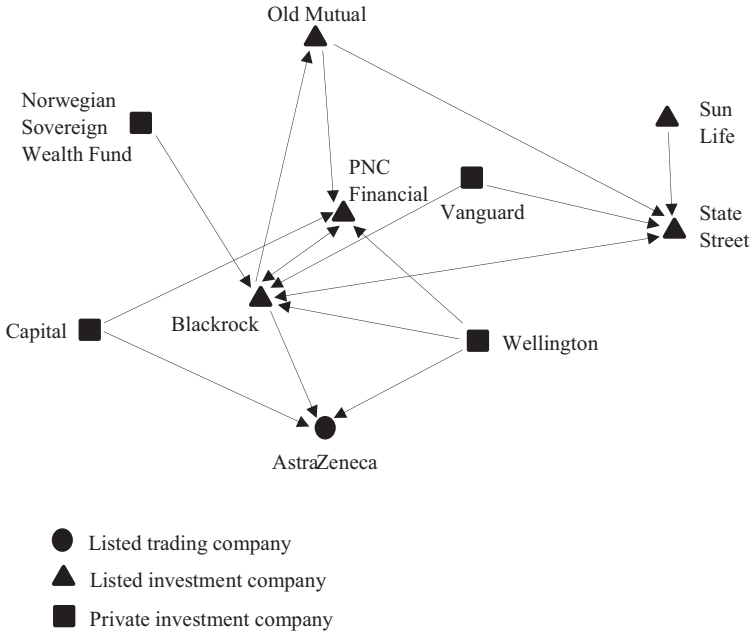 Old Mutual
Norwegian
Sovereign
Wealth Fund
Sun
Life
PNC
Financial
Vanguard
State
Street
Capital
Blackrock
Wellington
AstraZeneca
Listed trading company
Listed investment company
Private investment company